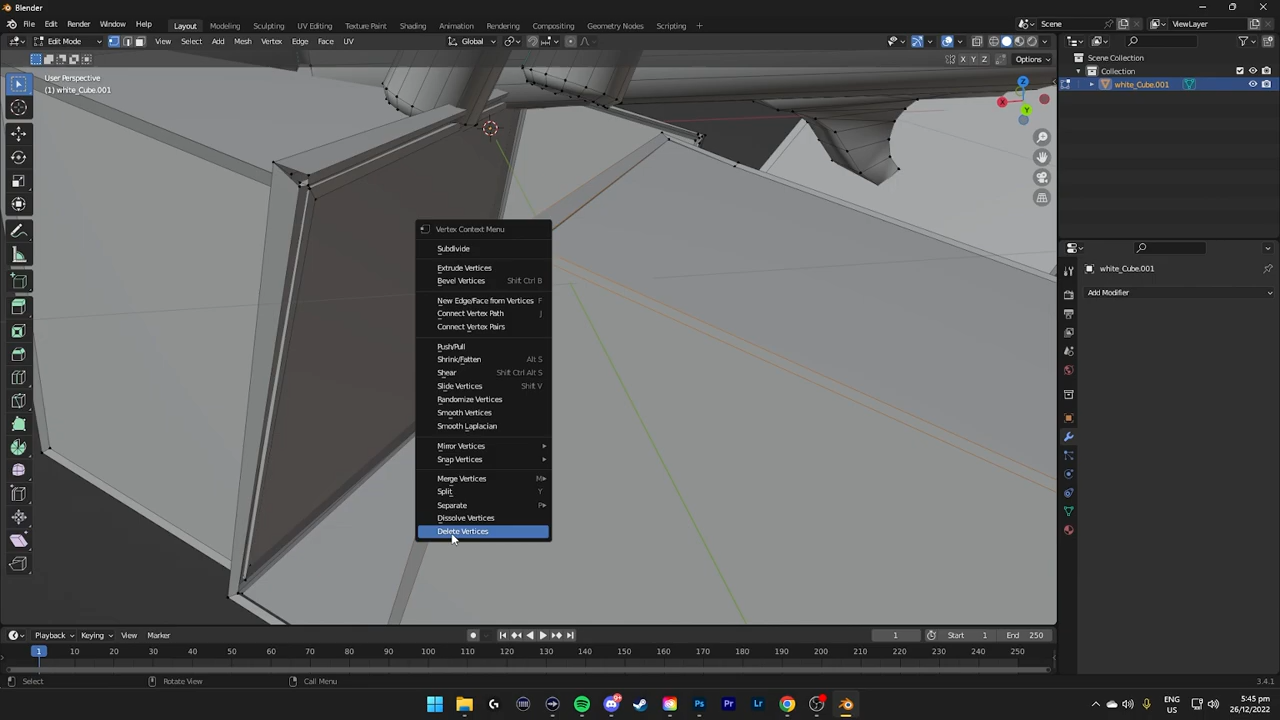 Blender
File Edit Render Window Help Layout Modeling Sculpting UV Editing Texture Paint Shading Animation Rendering Compositing Geometry Nodes Scripting + Scene ViewLayer
Edit Mode View Select Add Mesh Vertex Edge Face UV Global
X Y Z Options
User Perspective
(1) white_Cube.001
Z
X
Y
Scene Collection
Collection
white_Cube.001
white_Cube.001
Add Modifier
Vertex Context Menu
Subdivide
Extrude Vertices
Bevel Vertices Shift Ctrl B
New Edge/Face from Vertices F
Connect Vertex Path J
Connect Vertex Pairs
Push/Pull
Shrink/Fatten Alt S
Shear Shift Ctrl Alt S
Slide Vertices Shift V
Randomize Vertices
Smooth Vertices
Smooth Laplacian
Mirror Vertices
Snap Vertices
Merge Vertices M
Split Y
Separate P
Dissolve Vertices
Delete Vertices
Playback Keying View Marker 1 Start 1 End 250
1 10 20 30 40 50 60 70 80 90 100 110 120 130 140 150 160 170 180 190 200 210 220 230 240 250
Select Rotate View Call Menu 3.4.1
ENG
US
5:45 pm
26/12/2022